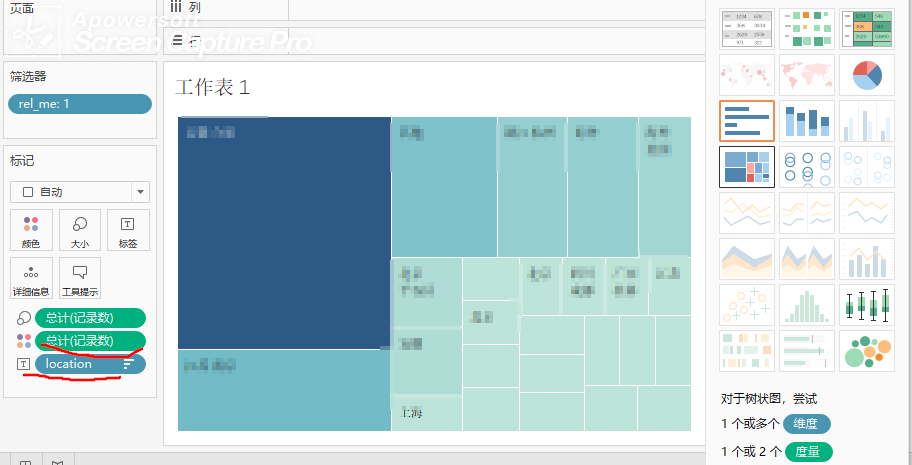 页面
列
行
Apowersoft
Screen Capture Pro
筛选器
rel_me: 1
工作表 1
标记
自动
颜色
大小
标签
详细信息
工具提示
总计(记录数)
总计(记录数)
location
上海
对于树状图，尝试
1 个或多个 维度
1 个或 2 个 度量